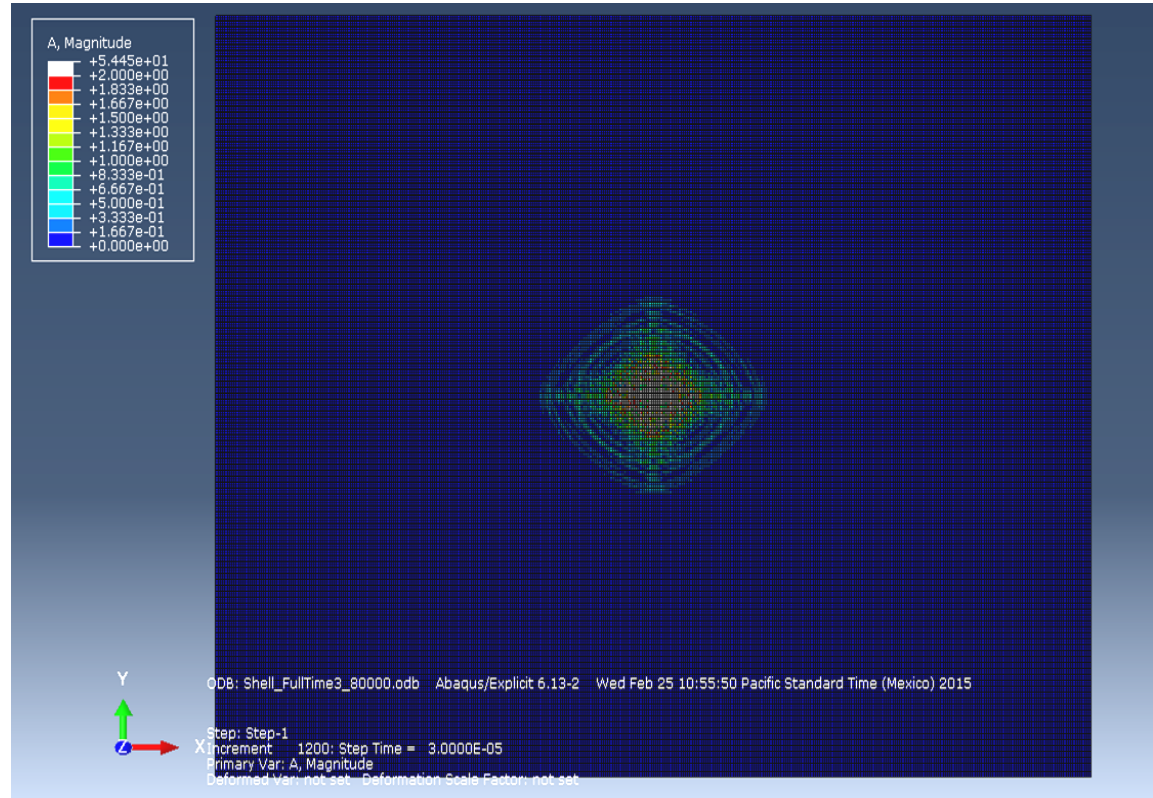 A, Magnitude
+5.445e+01
+2.000e+00
+1.833e+00
+1.667e+00
+1.500e+00
+1.333e+00
+1.167e+00
+1.000e+00
+8.333e-01
+6.667e-01
+5.000e-01
+3.333e-01
+1.667e-01
+0.000e+00
Y
Z
X
ODB: Shell_FullTime3_80000.odb Abaqus/Explicit 6.13-2 Wed Feb 25 10:55:50 Pacific Standard Time (Mexico) 2015
Step: Step-1
Increment 1200: Step Time = 3.0000E-05
Primary Var: A, Magnitude
Deformed Var: not set Deformation Scale Factor: not set